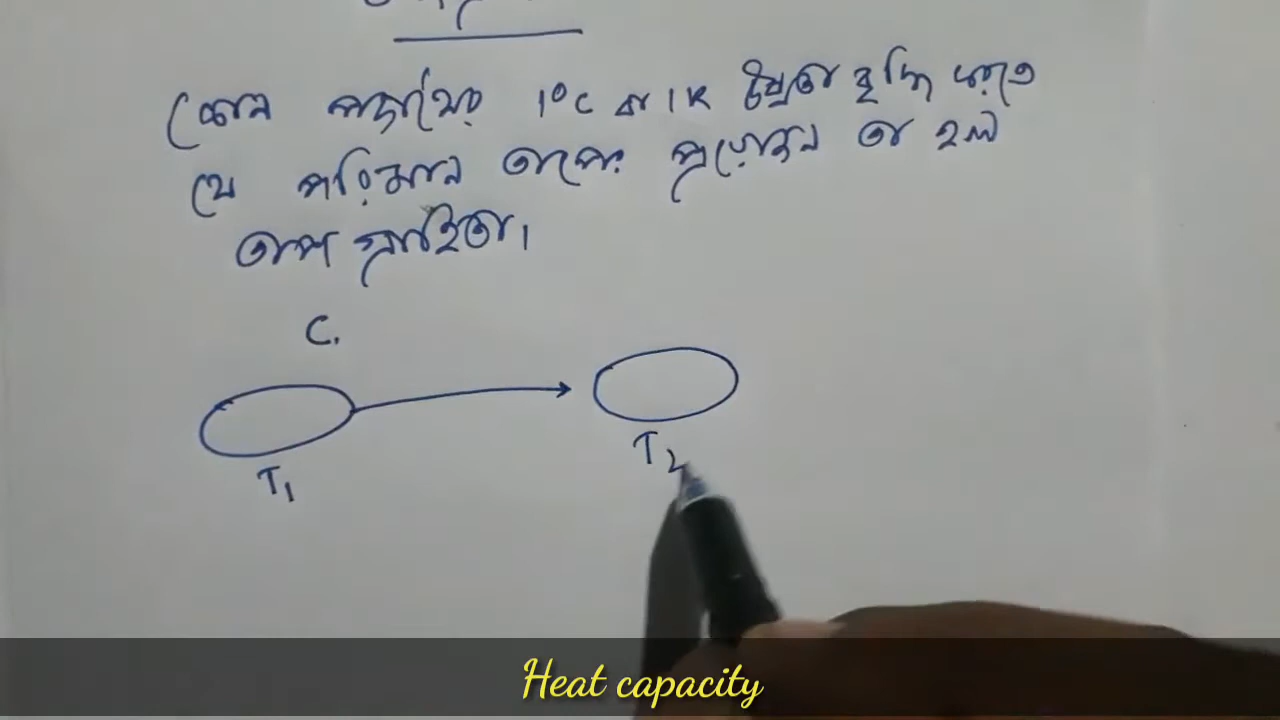 কোন পদার্থের 1°C বা 1K উষ্ণতা বৃদ্ধি করতে
যে পরিমান তাপের প্রয়োজন তা হল
তাপ গ্রাহিতা।
C.
T₁
T₂
Heat capacity